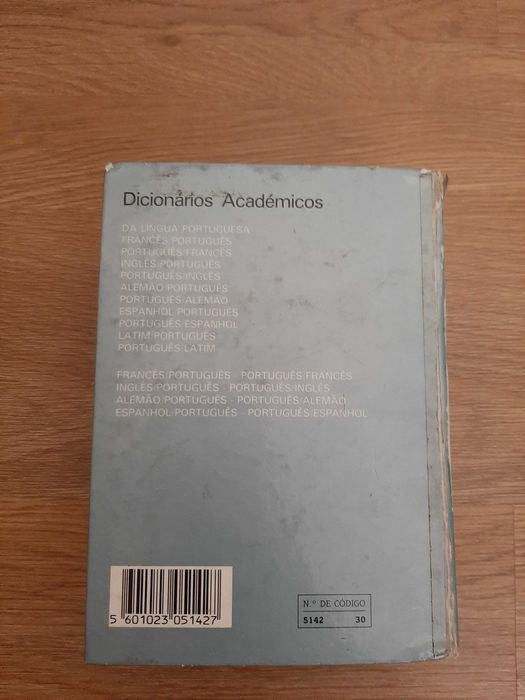 Dicionários Académicos
DA LÍNGUA PORTUGUESA
FRANCÊS/PORTUGUÊS
PORTUGUÊS/FRANCÊS
INGLÊS/PORTUGUÊS
PORTUGUÊS/INGLÊS
ALEMÃO/PORTUGUÊS
PORTUGUÊS/ALEMÃO
ESPANHOL/PORTUGUÊS
PORTUGUÊS/ESPANHOL
LATIM/PORTUGUÊS
PORTUGUÊS/LATIM
FRANCÊS/PORTUGUÊS - PORTUGUÊS/FRANCÊS
INGLÊS/PORTUGUÊS - PORTUGUÊS/INGLÊS
ALEMÃO/PORTUGUÊS - PORTUGUÊS/ALEMÃO
ESPANHOL/PORTUGUÊS - PORTUGUÊS/ESPANHOL
5 601023 051427
N.º DE CÓDIGO
5142 30